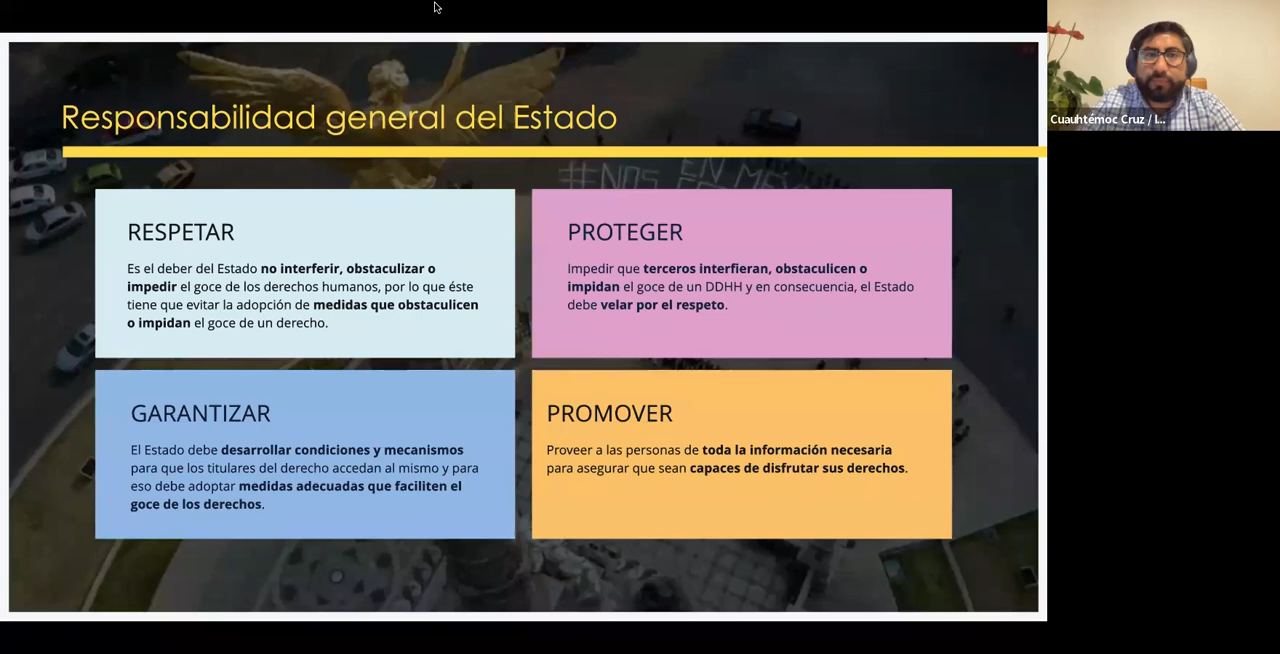 Responsabilidad general del Estado
#NOS
EN MÉ
RESPETAR
Es el deber del Estado no interferir, obstaculizar o
impedir el goce de los derechos humanos, por lo que éste
tiene que evitar la adopción de medidas que obstaculicen
o impidan el goce de un derecho.
PROTEGER
Impedir que terceros interfieran, obstaculicen o
impidan el goce de un DDHH y en consecuencia, el Estado
debe velar por el respeto.
GARANTIZAR
El Estado debe desarrollar condiciones y mecanismos
para que los titulares del derecho accedan al mismo y para
eso debe adoptar medidas adecuadas que faciliten el
goce de los derechos.
PROMOVER
Proveer a las personas de toda la información necesaria
para asegurar que sean capaces de disfrutar sus derechos.
Cuauhtémoc Cruz / I...